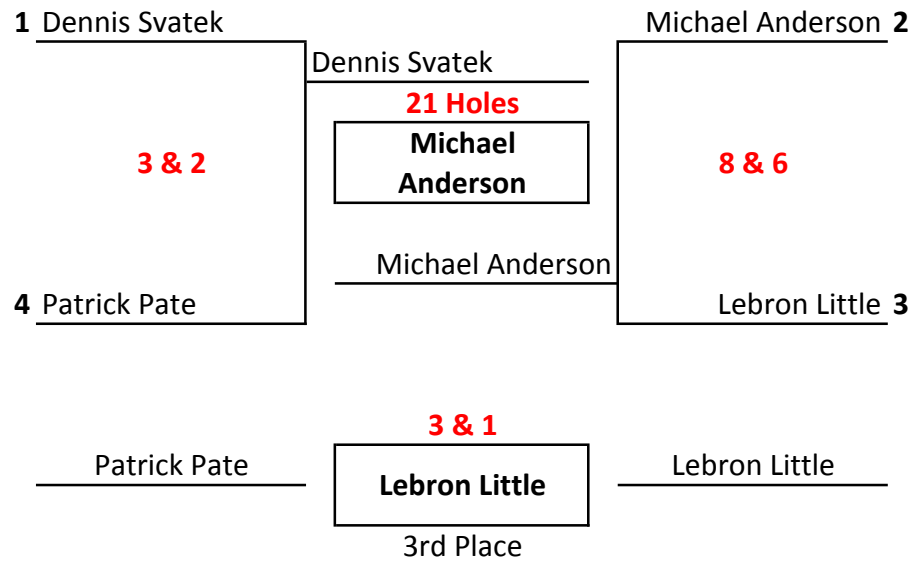 1 Dennis Svatek
Michael Anderson 2
Dennis Svatek
21 Holes
Michael
Anderson
3 & 2
8 & 6
Michael Anderson
4 Patrick Pate
Lebron Little 3
3 & 1
Patrick Pate
Lebron Little
Lebron Little
3rd Place